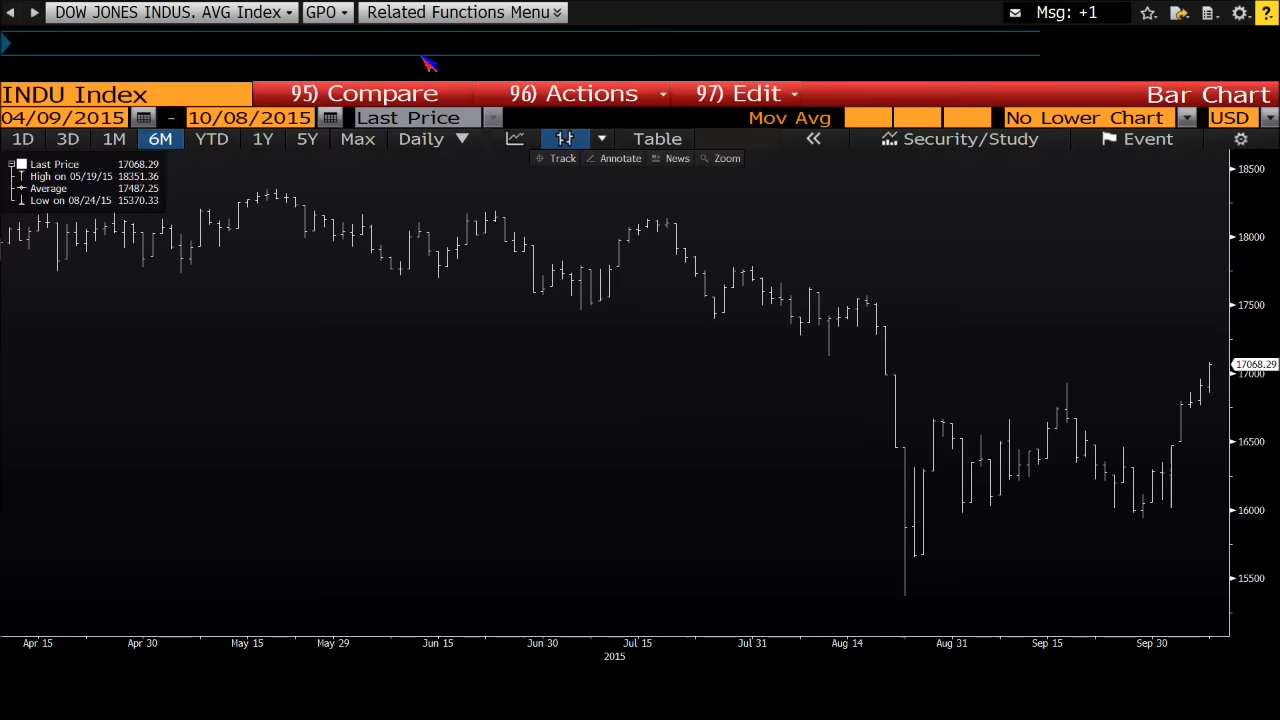 DOW JONES INDUS. AVG Index GPO Related Functions Menu Msg: +1 ?
INDU Index 95) Compare 96) Actions 97) Edit Bar Chart
04/09/2015 - 10/08/2015 Last Price Mov Avg No Lower Chart USD
1D 3D 1M 6M YTD 1Y 5Y Max Daily Table Security/Study Event
Track Annotate News Zoom
Last Price 17068.29
High on 05/19/15 18351.36
Average 17487.25
Low on 08/24/15 15370.33
18500
18000
17500
17068.29
17000
16500
16000
15500
Apr 15 Apr 30 May 15 May 29 Jun 15 Jun 30 Jul 15 Jul 31 Aug 14 Aug 31 Sep 15 Sep 30
2015